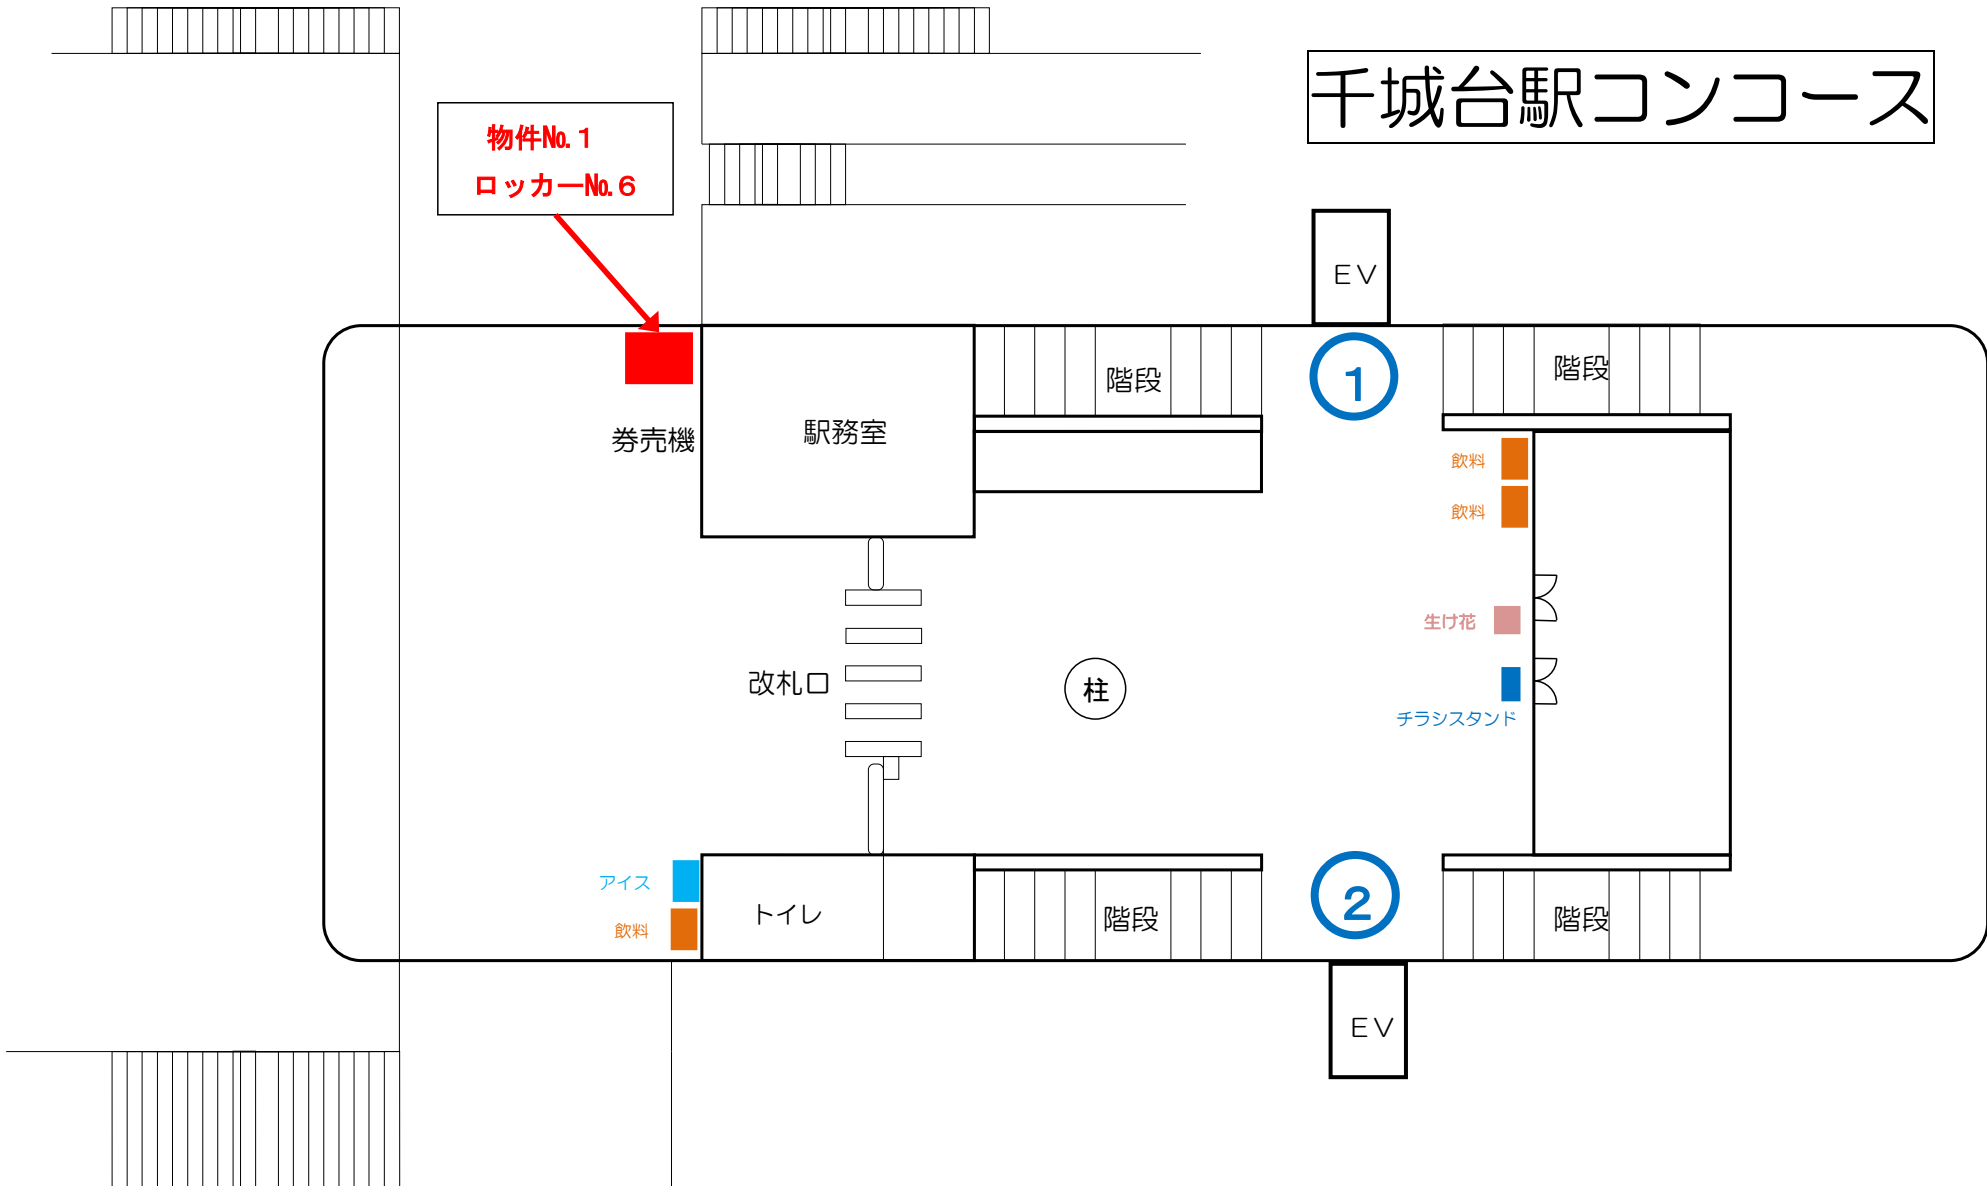 千城台駅コンコース
物件№１
ロッカー№６
ＥＶ
1
階段
階段
券売機
駅務室
飲料
飲料
生け花
改札口
柱
チラシスタンド
アイス
トイレ
飲料
階段
2
階段
ＥＶ